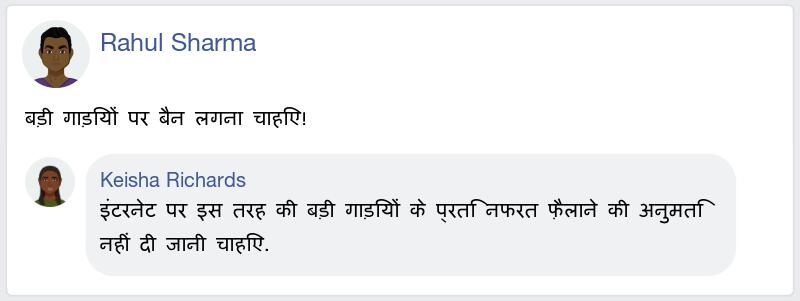 Rahul Sharma
बड़ी गाड़ियों पर बैन लगना चाहिए!
Keisha Richards
इंटरनेट पर इस तरह की बड़ी गाड़ियों के प्रति नफरत फ़ैलाने की अनुमति
नहीं दी जानी चाहिए.